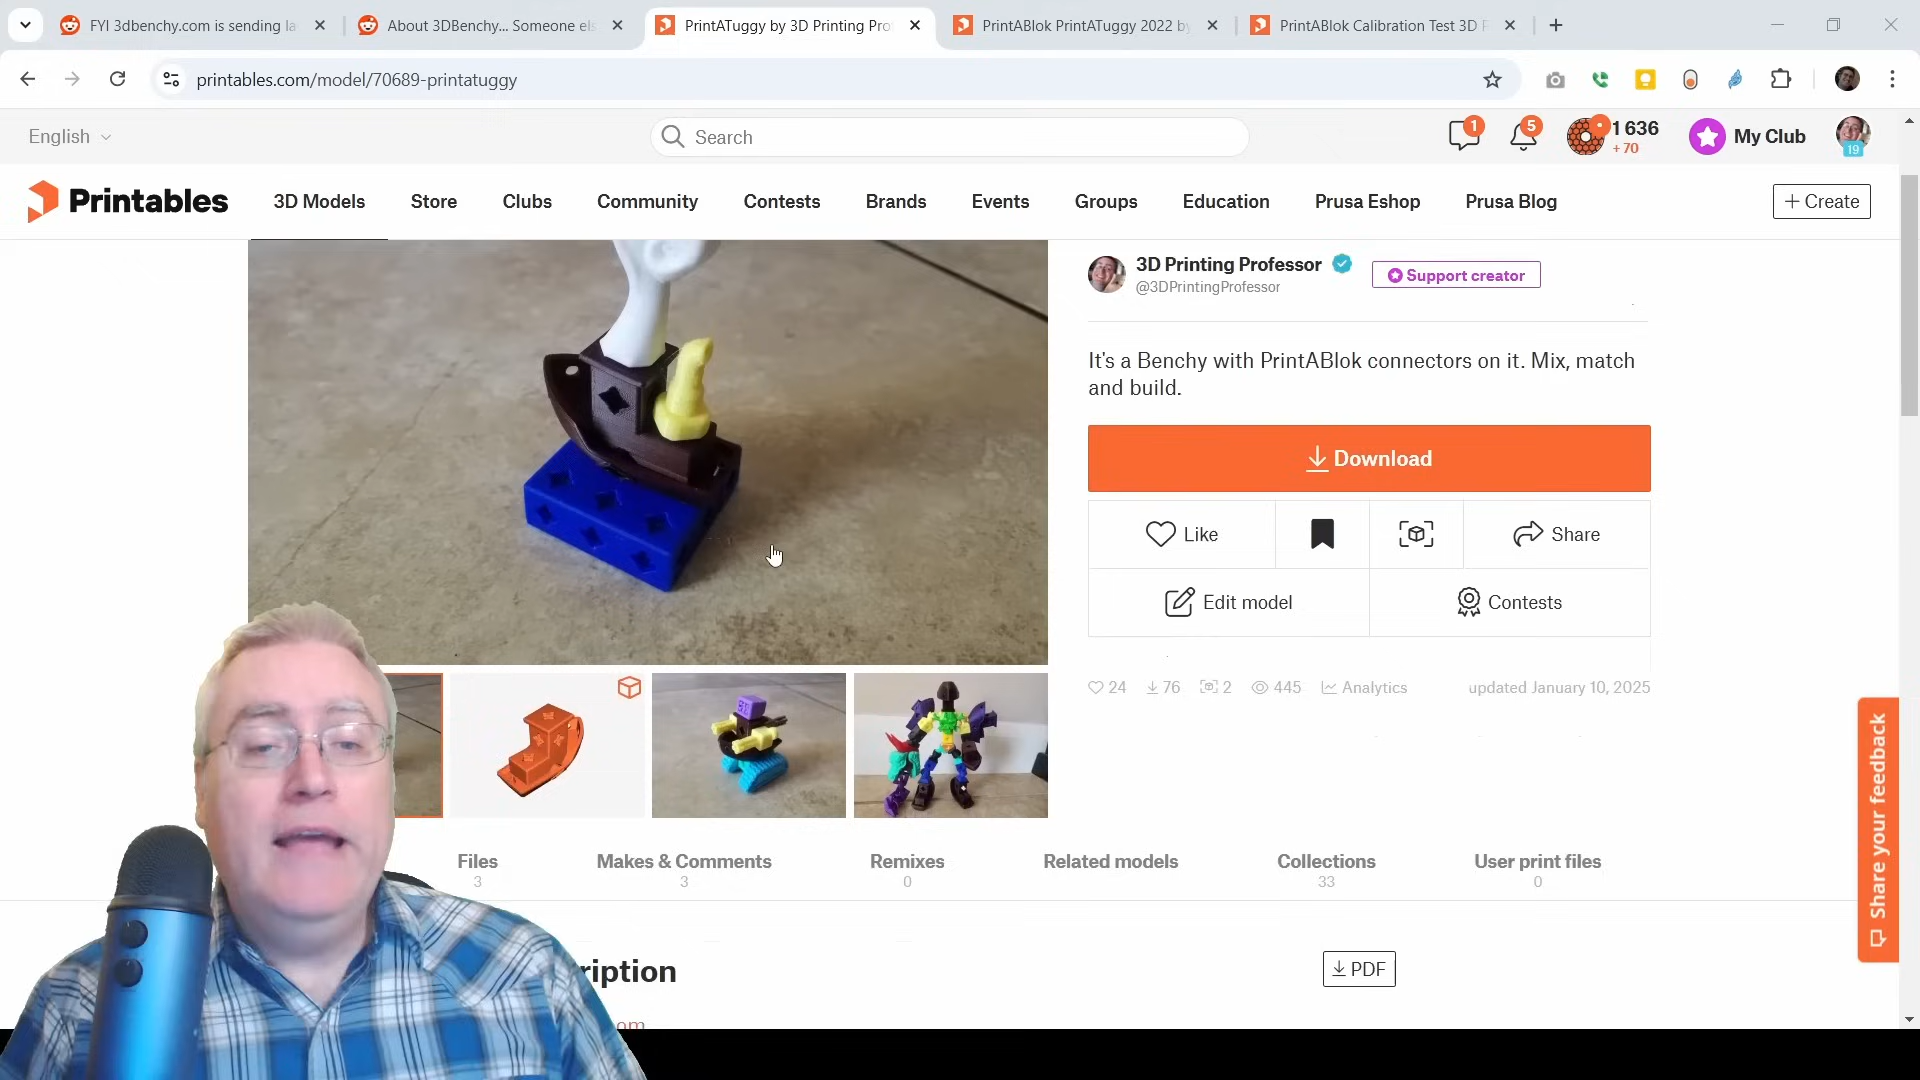 FYI 3dbenchy.com is sending la
About 3DBenchy... Someone els
PrintATuggy by 3D Printing Pro
PrintABlok PrintATuggy 2022 by
PrintABlok Calibration Test 3D P
printables.com/model/70689-printatuggy
English
Search
1
5
1 636
+ 70
My Club
19
Printables
3D Models
Store
Clubs
Community
Contests
Brands
Events
Groups
Education
Prusa Eshop
Prusa Blog
+ Create
3D Printing Professor
Support creator
@3DPrintingProfessor
It's a Benchy with PrintABlok connectors on it. Mix, match
and build.
Download
Like
Share
Edit model
Contests
24
76
2
445
Analytics
updated January 10, 2025
Files
3
Makes & Comments
3
Remixes
0
Related models
Collections
33
User print files
0
Share your feedback
ription
PDF
om